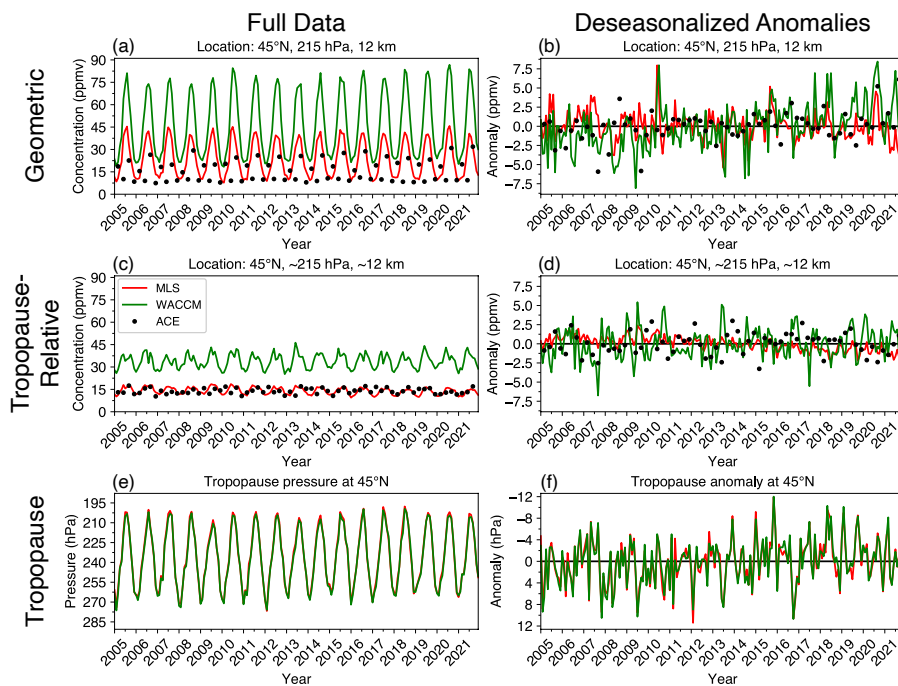 Full Data
Deseasonalized Anomalies
Geometric
(a)
Location: 45°N, 215 hPa, 12 km
Concentration (ppmv)
90
75
60
45
30
15
0
2005 2006 2007 2008 2009 2010 2011 2012 2013 2014 2015 2016 2017 2018 2019 2020 2021
Year
(b)
Location: 45°N, 215 hPa, 12 km
Anomaly (ppmv)
7.5
5.0
2.5
0.0
−2.5
−5.0
−7.5
2005 2006 2007 2008 2009 2010 2011 2012 2013 2014 2015 2016 2017 2018 2019 2020 2021
Year
Tropopause-
Relative
(c)
Location: 45°N, ~215 hPa, ~12 km
Concentration (ppmv)
90
75
60
45
30
15
0
MLS
WACCM
ACE
2005 2006 2007 2008 2009 2010 2011 2012 2013 2014 2015 2016 2017 2018 2019 2020 2021
Year
(d)
Location: 45°N, ~215 hPa, ~12 km
Anomaly (ppmv)
7.5
5.0
2.5
0.0
−2.5
−5.0
−7.5
2005 2006 2007 2008 2009 2010 2011 2012 2013 2014 2015 2016 2017 2018 2019 2020 2021
Year
Tropopause
(e)
Tropopause pressure at 45°N
Pressure (hPa)
195
210
225
240
255
270
285
2005 2006 2007 2008 2009 2010 2011 2012 2013 2014 2015 2016 2017 2018 2019 2020 2021
Year
(f)
Tropopause anomaly at 45°N
Anomaly (hPa)
−12
−8
−4
0
4
8
12
2005 2006 2007 2008 2009 2010 2011 2012 2013 2014 2015 2016 2017 2018 2019 2020 2021
Year